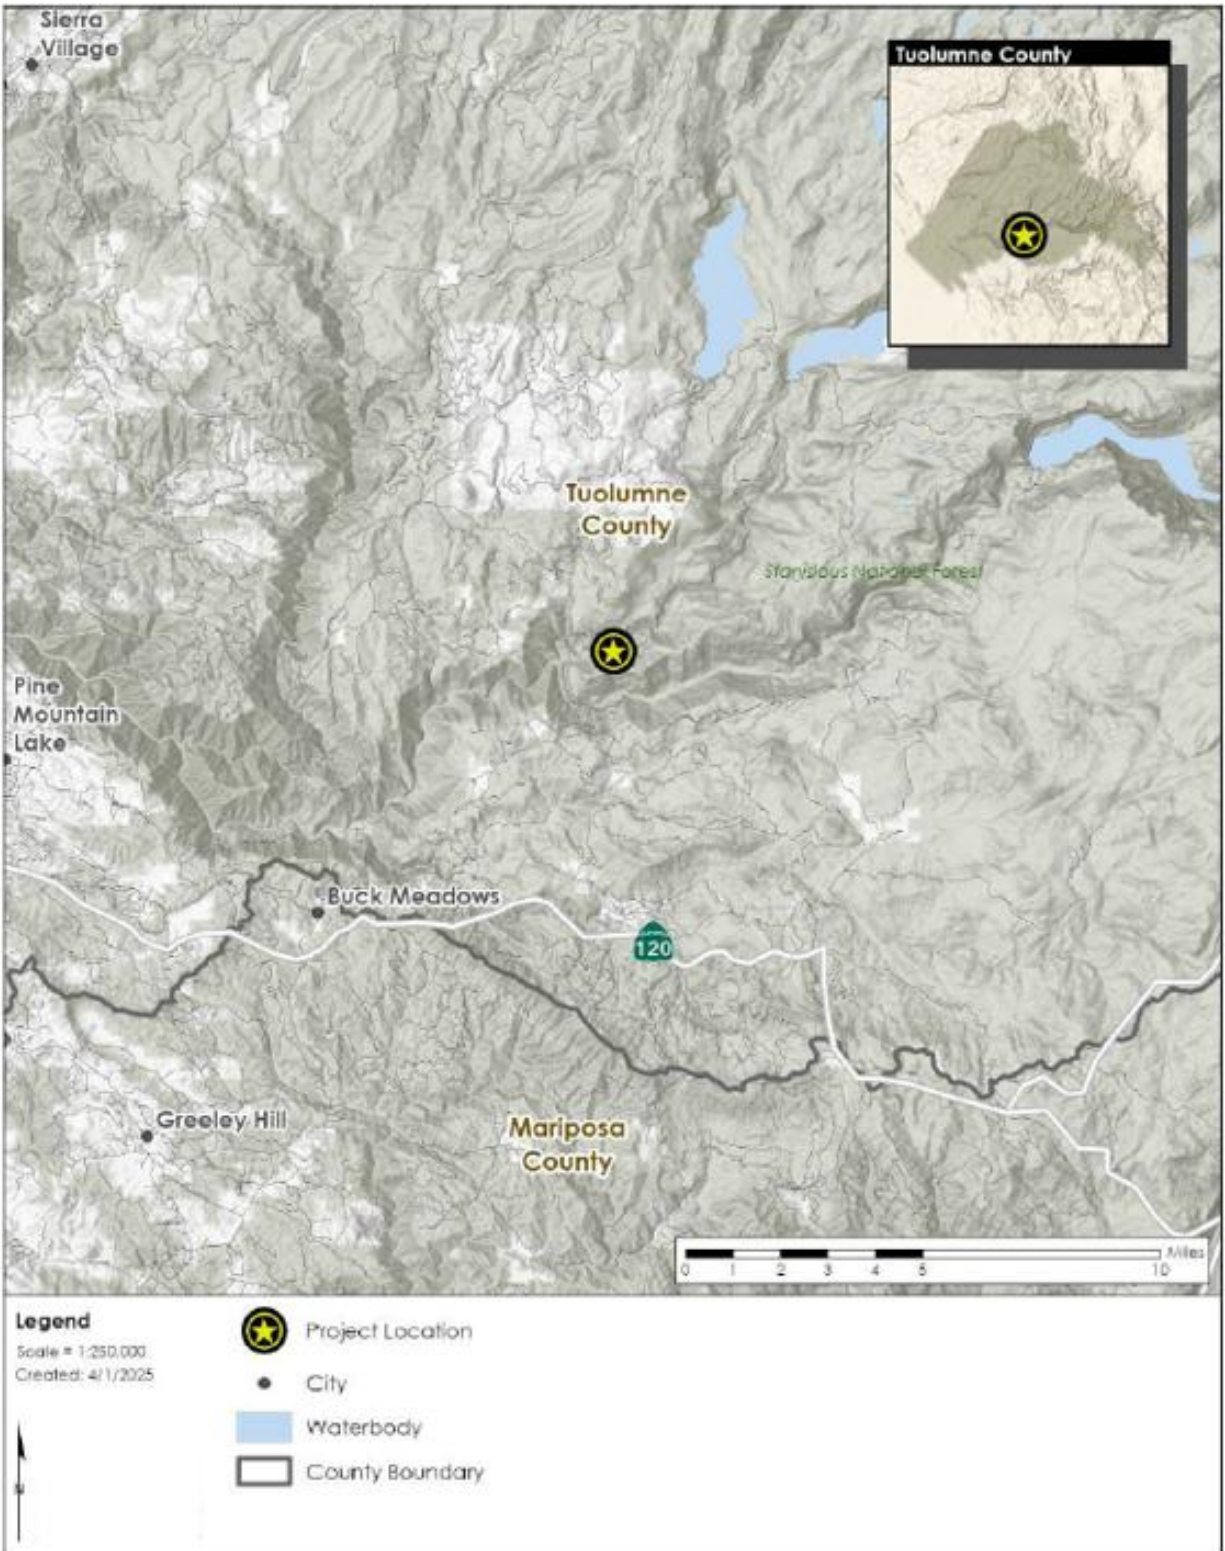 Sierra
Village
Tuolumne County
Tuolumne
County
Stanislaus National Forest
Pine
Mountain
Lake
Buck Meadows
120
Greeley Hill
Mariposa
County
0 1 2 3 4 5 10 Miles
Legend
Scale = 1:250,000
Created: 4/1/2025
N
Project Location
City
Waterbody
County Boundary